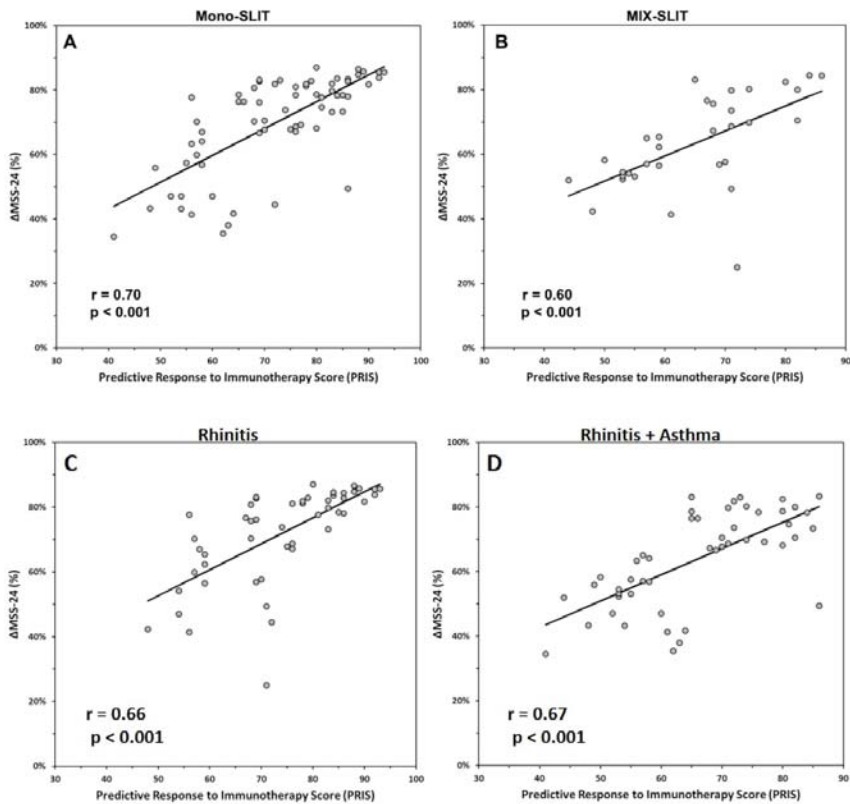 Mono-SLIT
A
100%
80%
60%
40%
20%
0%
ΔMSS-24 (%)
r = 0.70
p < 0.001
30 40 50 60 70 80 90 100
Predictive Response to Immunotherapy Score (PRIS)
MIX-SLIT
B
100%
80%
60%
40%
20%
0%
ΔMSS-24 (%)
r = 0.60
p < 0.001
30 40 50 60 70 80 90
Predictive Response to Immunotherapy Score (PRIS)
Rhinitis
C
100%
80%
60%
40%
20%
0%
ΔMSS-24 (%)
r = 0.66
p < 0.001
30 40 50 60 70 80 90 100
Predictive Response to Immunotherapy Score (PRIS)
Rhinitis + Asthma
D
100%
80%
60%
40%
20%
0%
ΔMSS-24 (%)
r = 0.67
p < 0.001
30 40 50 60 70 80 90
Predictive Response to Immunotherapy Score (PRIS)